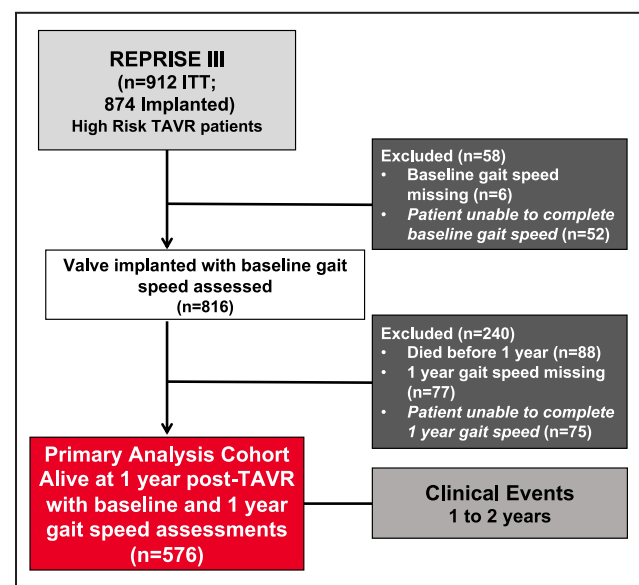 REPRISE III
(n=912 ITT;
874 Implanted)
High Risk TAVR patients
Excluded (n=58)
• Baseline gait speed
missing (n=6)
• Patient unable to complete
baseline gait speed (n=52)
Valve implanted with baseline gait
speed assessed
(n=816)
Excluded (n=240)
• Died before 1 year (n=88)
• 1 year gait speed missing
(n=77)
• Patient unable to complete
1 year gait speed (n=75)
Primary Analysis Cohort
Alive at 1 year post-TAVR
with baseline and 1 year
gait speed assessments
(n=576)
Clinical Events
1 to 2 years